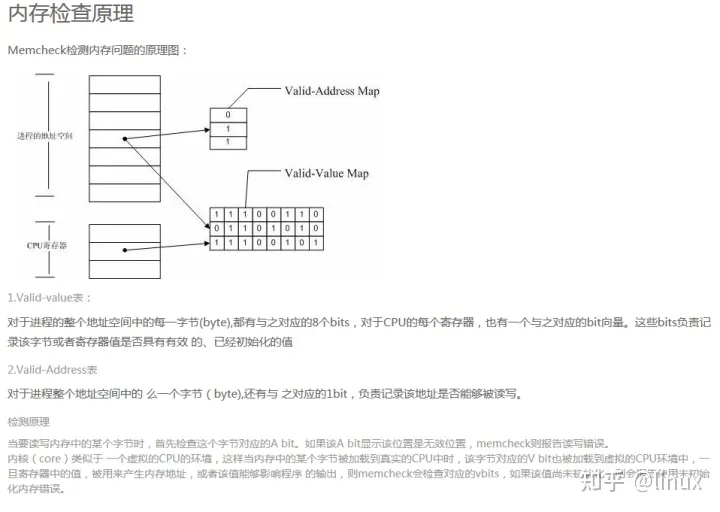 内存检查原理
Memcheck检测内存问题的原理图：
Valid-Address Map
0
1
1
进程的地址空间
Valid-Value Map
1 1 1 0 0 1 1 0
0 1 1 0 1 0 1 0
1 1 1 0 0 1 0 1
CPU寄存器
1.Valid-value表：
对于进程的整个地址空间中的每一字节(byte),都有与之对应的8个bits，对于CPU的每个寄存器，也有一个与之对应的bit向量。这些bits负责记
录该字节或者寄存器值是否具有有效 的、已经初始化的值
2.Valid-Address表
对于进程整个地址空间中的 么一个字节（byte),还有与 之对应的1bit，负责记录该地址是否能够被读写。
检测原理
当要读写内存中的某个字节时，首先检查这个字节对应的A bit。如果该A bit显示该位置是无效位置，memcheck则报告读写错误。
内核（core）类似于 一个虚拟的CPU的环境，这样当内存中的某个字节被加载到真实的CPU中时，该字节对应的V bit也被加载到虚拟的CPU环境中，一
旦寄存器中的值，被用来产生内存地址，或者该值能够影响程序 的输出，则memcheck会检查对应的vbits，如果该值尚未初始化，则会报告使用未初始
化内存错误。
知乎 @linux